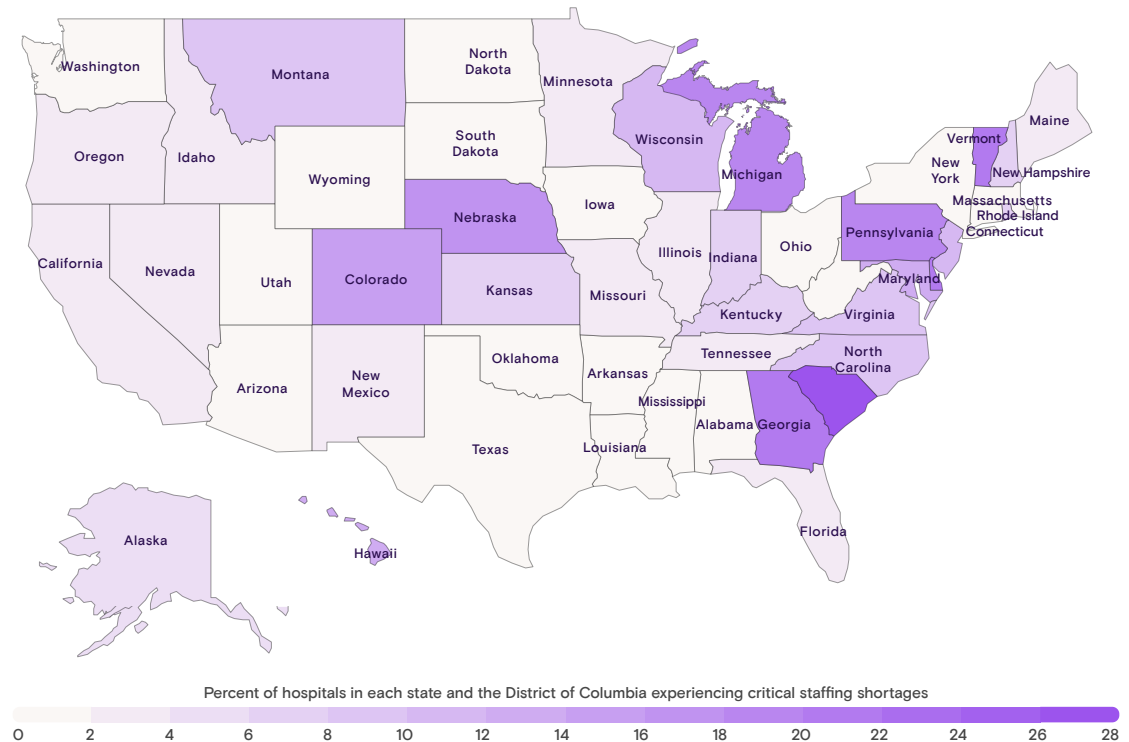 Washington
Montana
North
Dakota
Minnesota
Maine
Oregon
Idaho
South
Dakota
Wisconsin
Michigan
Vermont
New Hampshire
New
York
Wyoming
Massachusetts
Rhode Island
Connecticut
Nebraska
Iowa
Pennsylvania
California
Nevada
Utah
Colorado
Kansas
Missouri
Illinois
Indiana
Ohio
Maryland
Kentucky
Virginia
Tennessee
North
Carolina
Arizona
New
Mexico
Oklahoma
Arkansas
Mississippi
Alabama
Georgia
Texas
Louisiana
Florida
Alaska
Hawaii
Percent of hospitals in each state and the District of Columbia experiencing critical staffing shortages
0 2 4 6 8 10 12 14 16 18 20 22 24 26 28